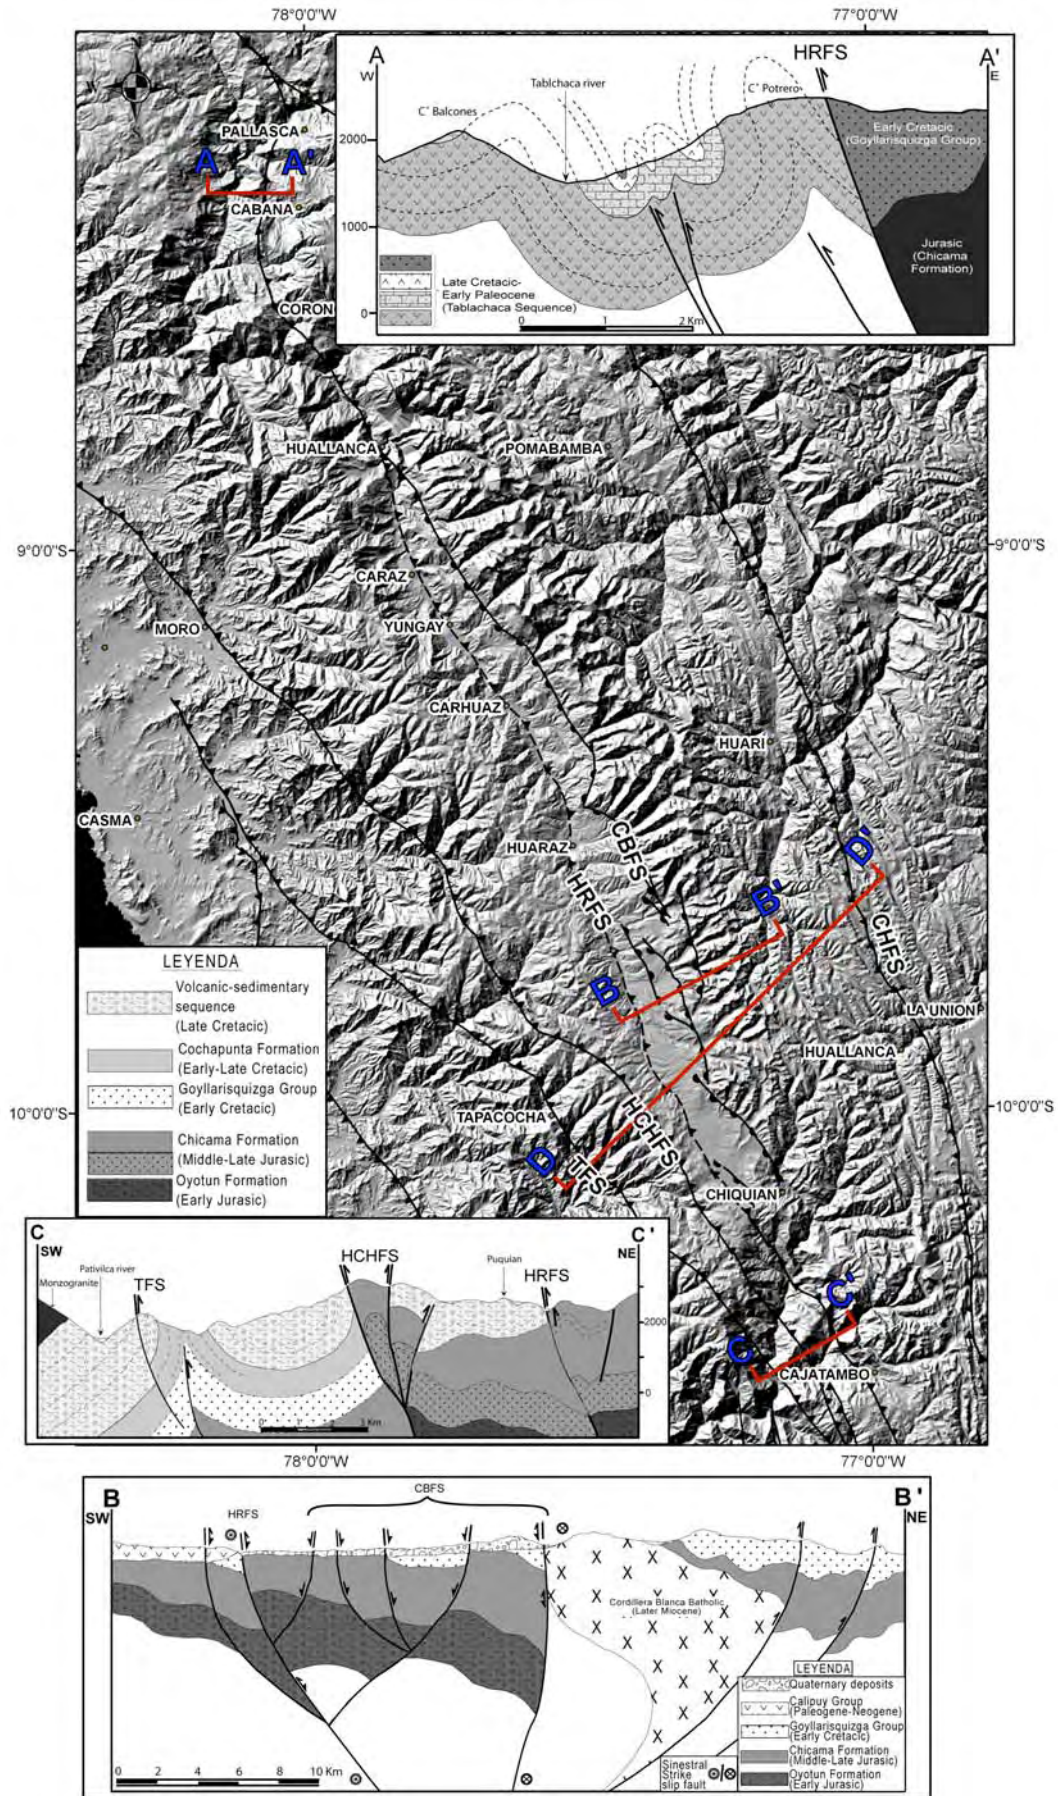 78°0'0"W
77°0'0"W
A
W
HRFS
A'
E
Tablchaca river
C° Balcones
C° Potrero
2000
1000
0
Early Cretacic
(Goyllarisquizga Group)
Jurasic
(Chicama
Formation)
Late Cretacic-
Early Paleocene
(Tablachaca Sequence)
0
1
2 Km
PALLASCA
A
A'
CABANA
CORON
HUALLANCA
POMABAMBA
9°0'0"S
9°0'0"S
CARAZ
MORO
YUNGAY
CARHUAZ
HUARI
CASMA
HUARAZ
CBFS
D'
HRFS
B'
CHFS
B
LA UNION
HUALLANCA
LEYENDA
Volcanic-sedimentary
sequence
(Late Cretacic)
Cochapunta Formation
(Early-Late Cretacic)
Goyllarisquizga Group
(Early Cretacic)
Chicama Formation
(Middle-Late Jurasic)
Oyotun Formation
(Early Jurasic)
10°0'0"S
10°0'0"S
TAPACOCHA
HCHFS
D
TFS
CHIQUIAN
C'
C
CAJATAMBO
C
SW
C'
NE
Monzogranite
Pativilca river
TFS
HCHFS
Puquian
HRFS
2000
0
0
1
2
3 Km
78°0'0"W
77°0'0"W
B
SW
HRFS
CBFS
B'
NE
Cordillera Blanca Batholic
(Later Miocene)
LEYENDA
Quaternary deposits
Calipuy Group
(Paleogene-Neogene)
Goyllarisquizga Group
(Early Cretacic)
Chicama Formation
(Middle-Late Jurasic)
Oyotun Formation
(Early Jurasic)
Sinestral
Strike
slip fault
0 2 4 6 8 10 Km